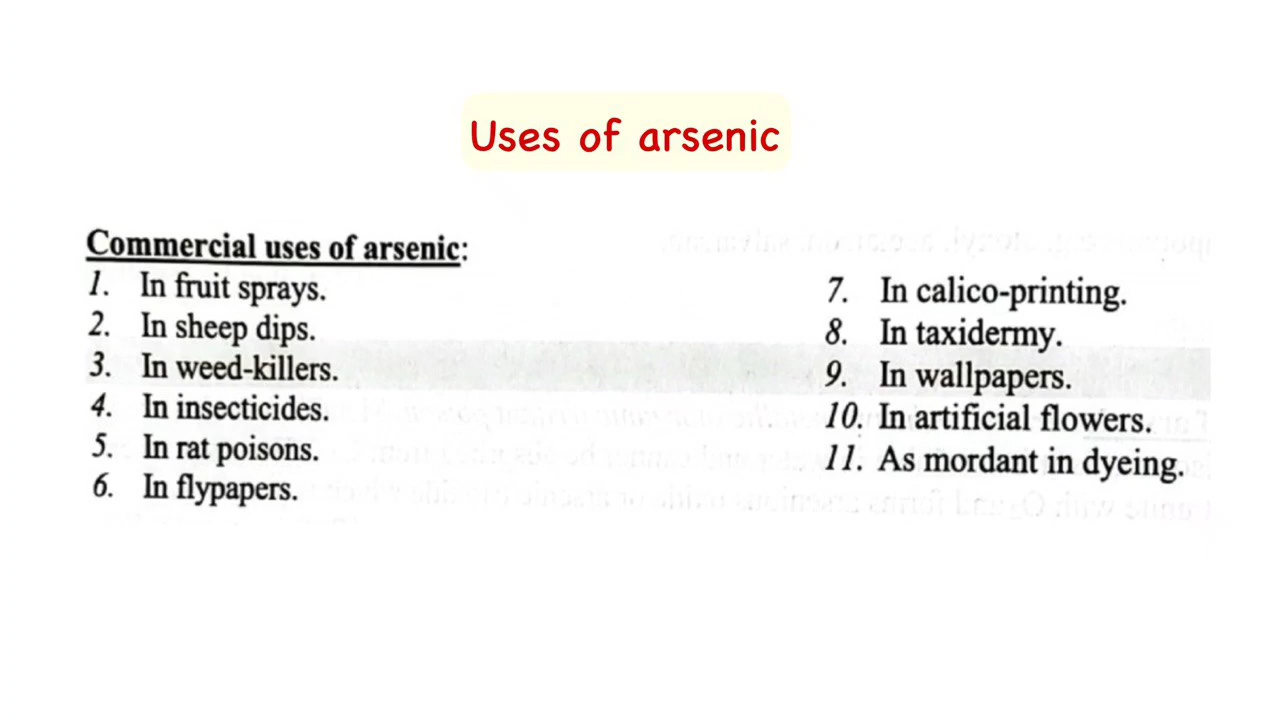 Uses of arsenic
Commercial uses of arsenic:
1. In fruit sprays.
2. In sheep dips.
3. In weed-killers.
4. In insecticides.
5. In rat poisons.
6. In flypapers.
7. In calico-printing.
8. In taxidermy.
9. In wallpapers.
10. In artificial flowers.
11. As mordant in dyeing.